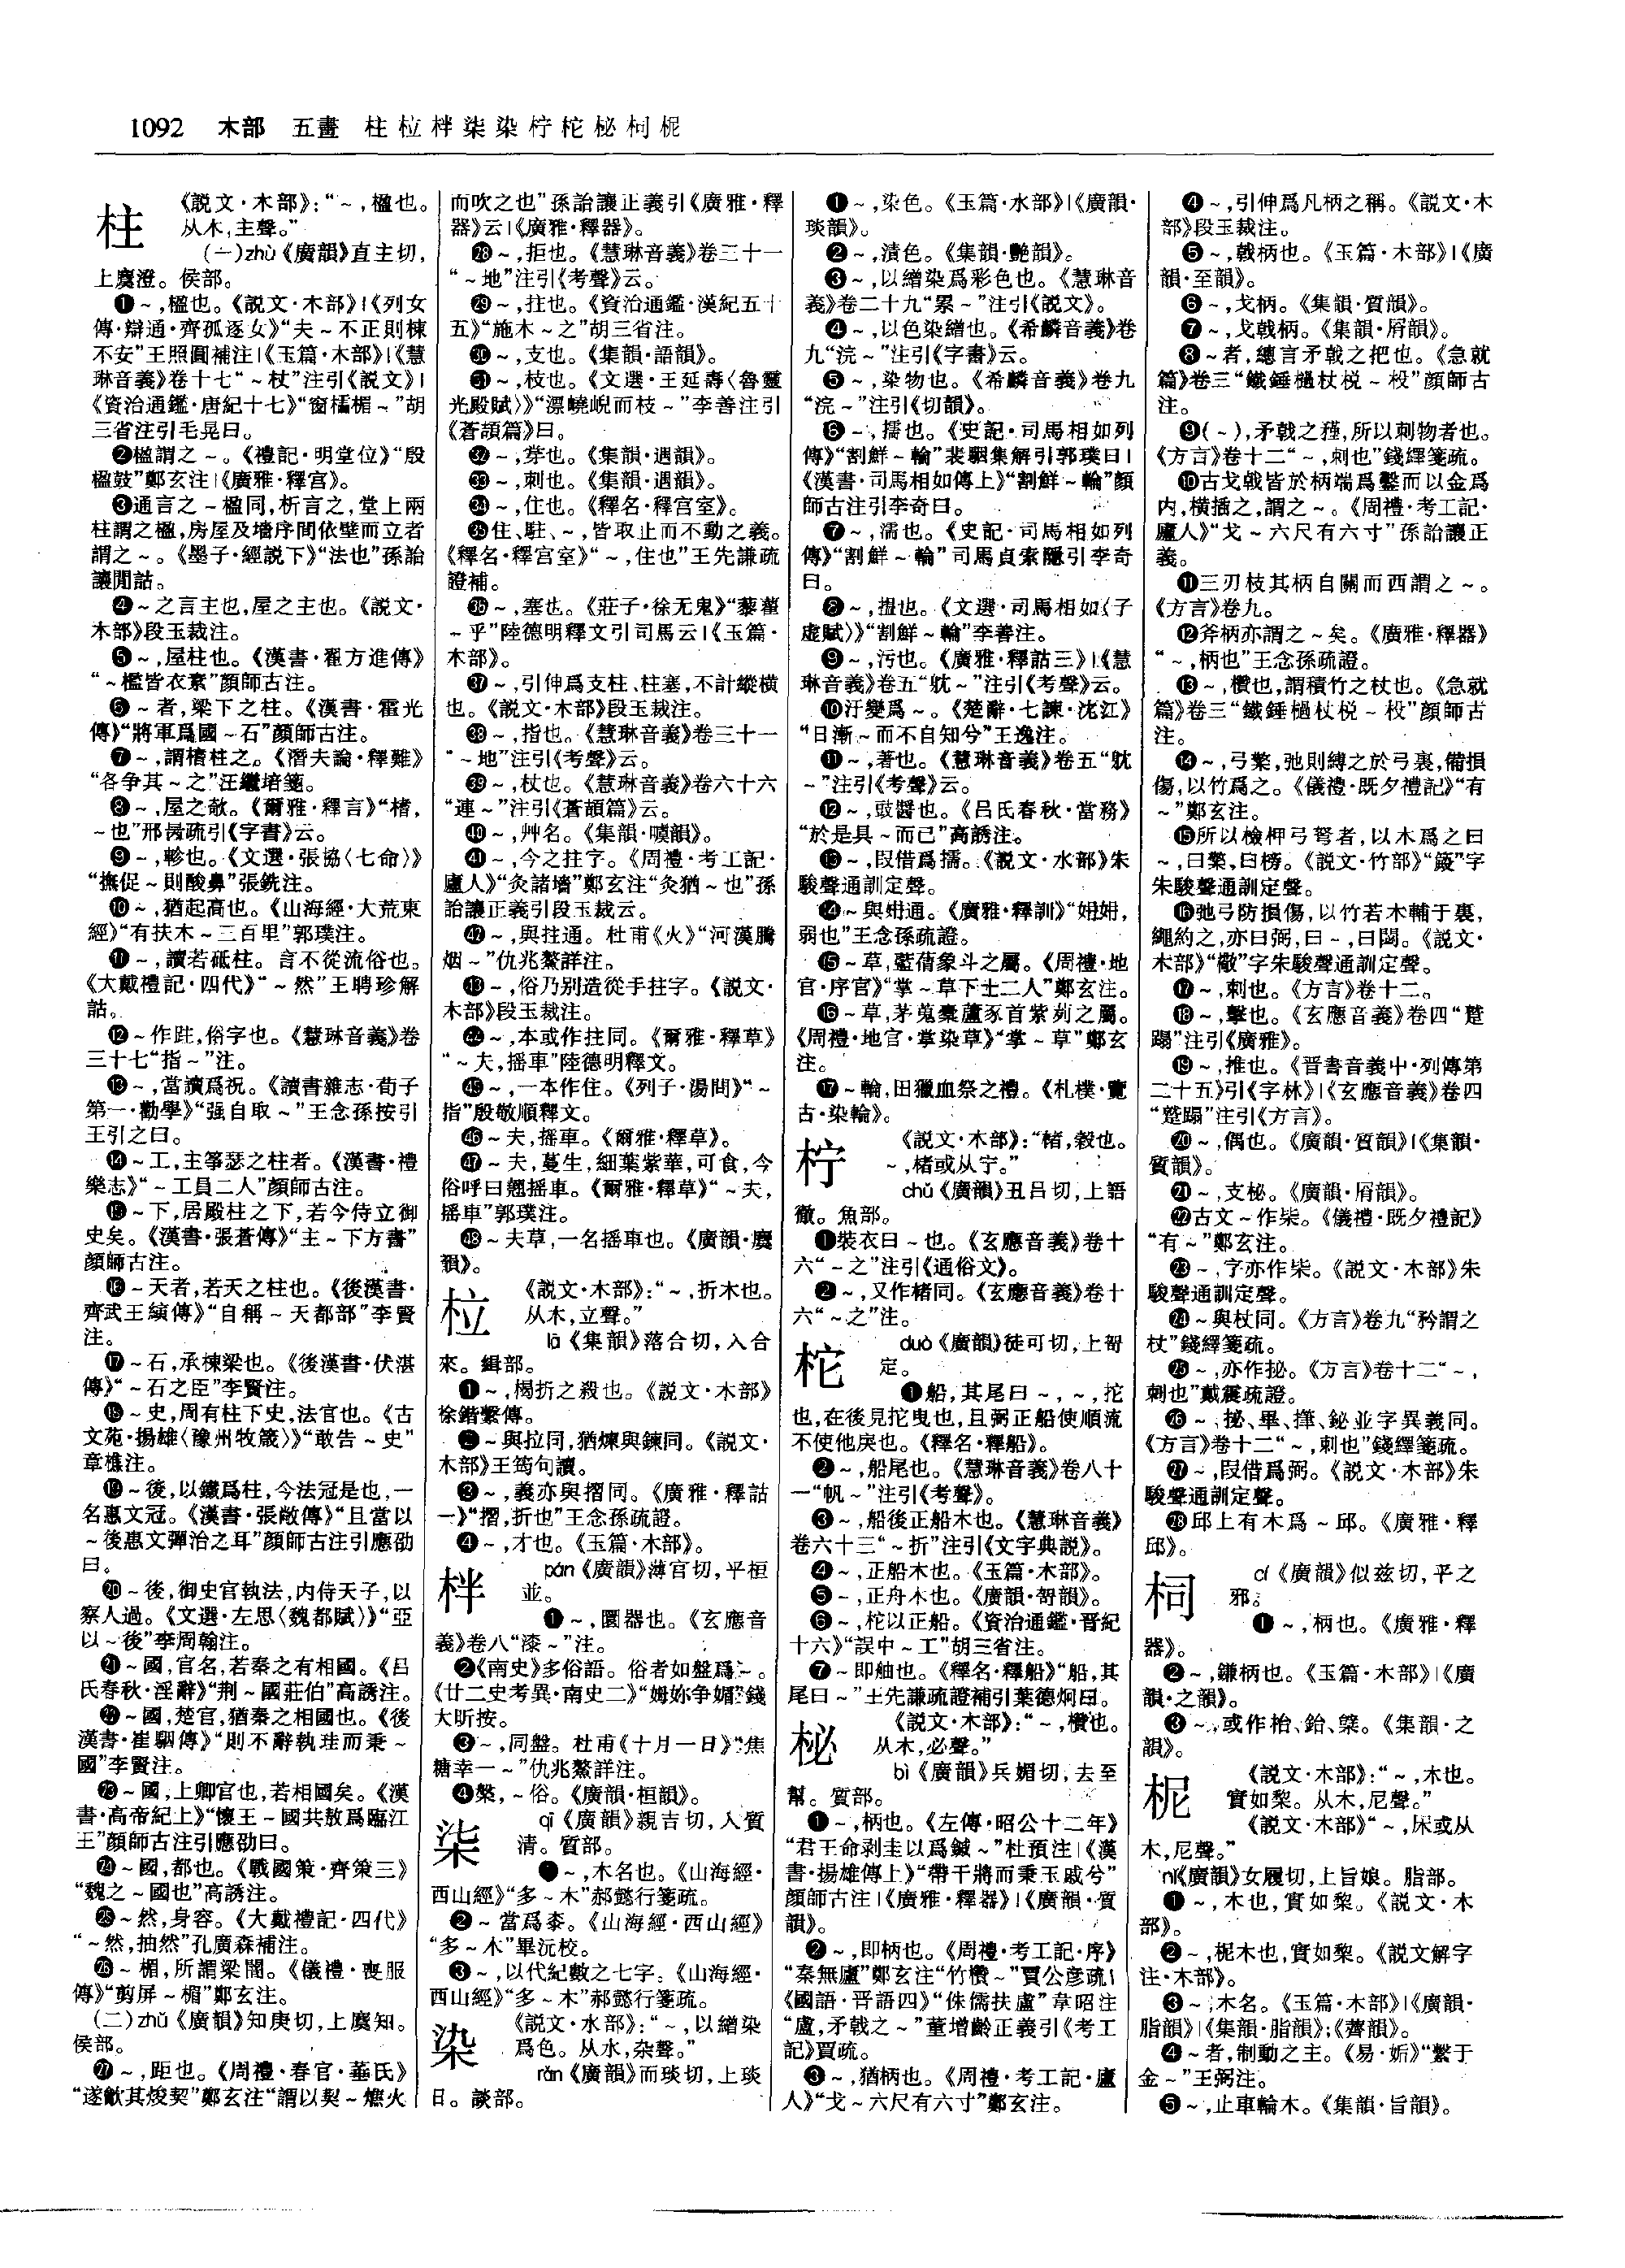 1092 木部 五畫 柱柆柈柒染柠柁柲柌柅
柱
《説文·木部》：“～，楹也。
从木，主聲。”
（一）zhù《廣韻》直主切，
上麌澄。侯部。
❶～，楹也。《説文·木部》|《列女
傳·辯通·齊孤逐女》“夫～不正則棟
不安”王照圓補注|《玉篇·木部》|《慧
琳音義》卷十七“～杖”注引《説文》|
《資治通鑑·唐紀十七》“窗櫺楣～”胡
三省注引毛晃曰。
❷楹謂之～。《禮記·明堂位》“殷
楹鼓”鄭玄注|《廣雅·釋宫》。
❸通言之～楹同，析言之，堂上兩
柱謂之楹，房屋及墻序間依壁而立者
謂之～。《墨子·經説下》“法也”孫詒
讓閒詁。
❹～之言主也，屋之主也。《説文·
木部》段玉裁注。
❺～，屋柱也。《漢書·翟方進傳》
“～檻皆衣素”顔師古注。
❻～者，梁下之柱。《漢書·霍光
傳》“將軍爲國～石”顔師古注。
❼～，謂楮柱之。《潛夫論·釋難》
“各争其～之”汪繼培箋。
❽～，屋之㪇。《爾雅·釋言》“楮，
～也”邢昺疏引《字書》云。
❾～，軫也。《文選·張協〈七命〉》
“撫促～則酸鼻”張銑注。
❿～，猶起高也。《山海經·大荒東
經》“有扶木～三百里”郭璞注。
⓫～，讀若砥柱。言不從流俗也。
《大戴禮記·四代》“～然”王聘珍解
詁。
⓬～作跓，俗字也。《慧琳音義》卷
三十七“指～”注。
⓭～，當讀爲祝。《讀書雜志·荀子
第一·勸學》“强自取～”王念孫按引
王引之曰。
⓮～工，主筝瑟之柱者。《漢書·禮
樂志》“～工員二人”顔師古注。
⓯～下，居殿柱之下，若今侍立御
史矣。《漢書·張蒼傳》“主～下方書”
顔師古注。
⓰～天者，若天之柱也。《後漢書·
齊武王縯傳》“自稱～天都部”李賢
注。
⓱～石，承棟梁也。《後漢書·伏湛
傳》“～石之臣”李賢注。
⓲～史，周有柱下史，法官也。《古
文苑·揚雄〈豫州牧箴〉》“敢告～史”
章樵注。
⓳～後，以鐵爲柱，今法冠是也，一
名惠文冠。《漢書·張敞傳》“且當以
～後惠文彈治之耳”顔師古注引應劭
曰。
⓴～後，御史官執法，内侍天子，以
察人過。《文選·左思〈魏都賦〉》“亞
以～後”李周翰注。
㉑～國，官名，若秦之有相國。《吕
氏春秋·淫辭》“荆～國莊伯”高誘注。
㉒～國，楚官，猶秦之相國也。《後
漢書·崔駰傳》“則不辭執珪而秉～
國”李賢注。
㉓～國，上卿官也，若相國矣。《漢
書·高帝紀上》“懷王～國共敖爲臨江
王”顔師古注引應劭曰。
㉔～國，都也。《戰國策·齊策三》
“魏之～國也”高誘注。
㉕～然，身容。《大戴禮記·四代》
“～然，抽然”孔廣森補注。
㉖～楣，所謂梁闇。《儀禮·喪服
傳》“剪屏～楣”鄭玄注。
（二）zhǔ《廣韻》知庾切，上麌知。
侯部。
㉗～，距也。《周禮·春官·菙氏》
“遂龡其焌契”鄭玄注“謂以契～燋火
而吹之也”孫詒讓正義引《廣雅·釋
器》云|《廣雅·釋器》。
㉘～，拒也。《慧琳音義》卷三十一
“～地”注引《考聲》云。
㉙～，拄也。《資治通鑑·漢紀五十
五》“施木～之”胡三省注。
㉚～，支也。《集韻·語韻》。
㉛～，枝也。《文選·王延壽〈魯靈
光殿賦〉》“漂嶢峴而枝～”李善注引
《蒼頡篇》曰。
㉜～，芽也。《集韻·遇韻》。
㉝～，刺也。《集韻·遇韻》。
㉞～，住也。《釋名·釋宫室》。
㉟住、駐、～，皆取止而不動之義。
《釋名·釋宫室》“～，住也”王先謙疏
證補。
㊱～，塞也。《莊子·徐无鬼》“藜藋
～乎”陸德明釋文引司馬云|《玉篇·
木部》。
㊲～，引伸爲支柱、柱塞，不計縱横
也。《説文·木部》段玉裁注。
㊳～，指也。《慧琳音義》卷三十一
“～地”注引《考聲》云。
㊴～，杖也。《慧琳音義》卷六十六
“連～”注引《蒼頡篇》云。
㊵～，艸名。《集韻·噳韻》。
㊶～，今之拄字。《周禮·考工記·
廬人》“灸諸墻”鄭玄注“灸猶～也”孫
詒讓正義引段玉裁云。
㊷～，與拄通。杜甫《火》“河漢騰
烟～”仇兆鰲詳注。
㊸～，俗乃别造從手拄字。《説文·
木部》段玉裁注。
㊹～，本或作拄同。《爾雅·釋草》
“～夫，摇車”陸德明釋文。
㊺～，一本作住。《列子·湯問》“～
指”殷敬順釋文。
㊻～夫，摇車。《爾雅·釋草》。
㊼～夫，蔓生，細葉紫華，可食，今
俗呼曰翹摇車。《爾雅·釋草》“～夫，
摇車”郭璞注。
㊽～夫草，一名摇車也。《廣韻·麌
韻》。
柆
《説文·木部》：“～，折木也。
从木，立聲。”
lā《集韻》落合切，入合
來。緝部。
❶～，榾折之殺也。《説文·木部》
徐鍇繫傳。
❷～與拉同，猶煉與鍊同。《説文·
木部》王筠句讀。
❸～，義亦與摺同。《廣雅·釋詁
一》“摺，折也”王念孫疏證。
❹～，才也。《玉篇·木部》。
柈
pán《廣韻》薄官切，平桓
並。
❶～，圜器也。《玄應音
義》卷八“漆～”注。
❷《南史》多俗語。俗者如盤爲～。
《廿二史考異·南史二》“姆妳争媚”錢
大昕按。
❸～，同盤。杜甫《十月一日》“焦
糖幸一～”仇兆鰲詳注。
❹槃，～俗。《廣韻·桓韻》。
柒
qī《廣韻》親吉切，入質
清。質部。
❶～，木名也。《山海經·
西山經》“多～木”郝懿行箋疏。
❷～當爲桼。《山海經·西山經》
“多～木”畢沅校。
❸～，以代紀數之七字。《山海經·
西山經》“多～木”郝懿行箋疏。
染
《説文·水部》：“～，以繒染
爲色。从水，杂聲。”
rǎn《廣韻》而琰切，上琰
日。談部。
❶～，染色。《玉篇·水部》|《廣韻·
琰韻》。
❷～，漬色。《集韻·豔韻》。
❸～，以繒染爲彩色也。《慧琳音
義》卷二十九“累～”注引《説文》。
❹～，以色染繒也。《希麟音義》卷
九“浣～”注引《字書》云。
❺～，染物也。《希麟音義》卷九
“浣～”注引《切韻》。
❻～，擩也。《史記·司馬相如列
傳》“割鮮～輪”裴駰集解引郭璞曰|
《漢書·司馬相如傳上》“割鮮～輪”顔
師古注引李奇曰。
❼～，濡也。《史記·司馬相如列
傳》“割鮮～輪”司馬貞索隱引李奇
曰。
❽～，揾也。《文選·司馬相如〈子
虚賦〉》“割鮮～輪”李善注。
❾～，污也。《廣雅·釋詁三》|《慧
琳音義》卷五“躭～”注引《考聲》云。
❿汙變爲～。《楚辭·七諫·沈江》
“日漸～而不自知兮”王逸注。
⓫～，著也。《慧琳音義》卷五“躭
～”注引《考聲》云。
⓬～，豉醬也。《吕氏春秋·當務》
“於是具～而已”高誘注。
⓭～，叚借爲擩。《説文·水部》朱
駿聲通訓定聲。
⓮～與姌通。《廣雅·釋訓》“姌姌，
弱也”王念孫疏證。
⓯～草，藍蒨象斗之屬。《周禮·地
官·序官》“掌～草下士二人”鄭玄注。
⓰～草，茅蒐橐蘆豕首紫茢之屬。
《周禮·地官·掌染草》“掌～草”鄭玄
注。
⓱～輪，田獵血祭之禮。《札樸·覽
古·染輪》。
柠
《説文·木部》：“楮，榖也。
～，楮或从宁。”
chǔ《廣韻》丑吕切，上語
徹。魚部。
❶裝衣曰～也。《玄應音義》卷十
六“～之”注引《通俗文》。
❷～，又作楮同。《玄應音義》卷十
六“～之”注。
柁
duò《廣韻》徒可切，上哿
定。
❶船，其尾曰～，～，拕
也，在後見拕曳也，且弼正船使順流
不使他戾也。《釋名·釋船》。
❷～，船尾也。《慧琳音義》卷八十
一“帆～”注引《考聲》。
❸～，船後正船木也。《慧琳音義》
卷六十三“～折”注引《文字典説》。
❹～，正船木也。《玉篇·木部》。
❺～，正舟木也。《廣韻·哿韻》。
❻～，柁以正船。《資治通鑑·晉紀
十六》“誤中～工”胡三省注。
❼～即舳也。《釋名·釋船》“船，其
尾曰～”王先謙疏證補引葉德炯曰。
柲
《説文·木部》：“～，欑也。
从木，必聲。”
bì《廣韻》兵媚切，去至
幫。質部。
❶～，柄也。《左傳·昭公十二年》
“君王命剥圭以爲鏚～”杜預注|《漢
書·揚雄傳上》“帶干將而秉玉戚兮”
顔師古注|《廣雅·釋器》|《廣韻·質
韻》。
❷～，即柄也。《周禮·考工記·序》
“秦無廬”鄭玄注“竹欑～”賈公彦疏|
《國語·晋語四》“侏儒扶盧”韋昭注
“盧，矛戟之～”董增齡正義引《考工
記》賈疏。
❸～，猶柄也。《周禮·考工記·廬
人》“戈～六尺有六寸”鄭玄注。
❹～，引伸爲凡柄之稱。《説文·木
部》段玉裁注。
❺～，戟柄也。《玉篇·木部》|《廣
韻·至韻》。
❻～，戈柄。《集韻·質韻》。
❼～，戈戟柄。《集韻·屑韻》。
❽～者，總言矛戟之把也。《急就
篇》卷三“鐵錘檛杖棁～杸”顔師古
注。
❾（～），矛戟之矜，所以刺物者也。
《方言》卷十二“～，刺也”錢繹箋疏。
❿古戈戟皆於柄端爲鑿而以金爲
内，横插之，謂之～。《周禮·考工記·
廬人》“戈～六尺有六寸”孫詒讓正
義。
⓫三刃枝其柄自關而西謂之～。
《方言》卷九。
⓬斧柄亦謂之～矣。《廣雅·釋器》
“～，柄也”王念孫疏證。
⓭～，欑也，謂積竹之杖也。《急就
篇》卷三“鐵錘檛杖棁～杸”顔師古
注。
⓮～，弓檠，弛則縛之於弓裏，備損
傷，以竹爲之。《儀禮·既夕禮記》“有
～”鄭玄注。
⓯所以檢柙弓弩者，以木爲之曰
～，曰檠，曰榜。《説文·竹部》“䈠”字
朱駿聲通訓定聲。
⓰弛弓防損傷，以竹若木輔于裏，
繩約之，亦曰弼，曰～，曰閟。《説文·
木部》“㯳”字朱駿聲通訓定聲。
⓱～，刺也。《方言》卷十二。
⓲～，擊也。《玄應音義》卷四“蹵
蹋”注引《廣雅》。
⓳～，推也。《晉書音義中·列傳第
二十五》引《字林》|《玄應音義》卷四
“蹵蹋”注引《方言》。
⓴～，偶也。《廣韻·質韻》|《集韻·
質韻》。
㉑～，支柲。《廣韻·屑韻》。
㉒古文～作柴。《儀禮·既夕禮記》
“有～”鄭玄注。
㉓～，字亦作柴。《説文·木部》朱
駿聲通訓定聲。
㉔～與杖同。《方言》卷九“矜謂之
杖”錢繹箋疏。
㉕～，亦作㧙。《方言》卷十二“～，
刺也”戴震疏證。
㉖～、㧙、畢、㩫、鉍並字異義同。
《方言》卷十二“～，刺也”錢繹箋疏。
㉗～，叚借爲弼。《説文·木部》朱
駿聲通訓定聲。
㉘邱上有木爲～邱。《廣雅·釋
邱》。
柌
cí《廣韻》似兹切，平之
邪。
❶～，柄也。《廣雅·釋
器》。
❷～，鎌柄也。《玉篇·木部》|《廣
韻·之韻》。
❸～，或作枱、鈶、䅆。《集韻·之
韻》。
柅
《説文·木部》：“～，木也。
實如棃。从木，尼聲。”
《説文·木部》“～，㞑或从
木，尼聲。”
nǐ《廣韻》女履切，上旨娘。脂部。
❶～，木也，實如棃。《説文·木
部》。
❷～，柅木也，實如棃。《説文解字
注·木部》。
❸～，木名。《玉篇·木部》|《廣韻·
脂韻》|《集韻·脂韻》；《薺韻》。
❹～者，制動之主。《易·姤》“繫于
金～”王弼注。
❺～，止車輪木。《集韻·旨韻》。